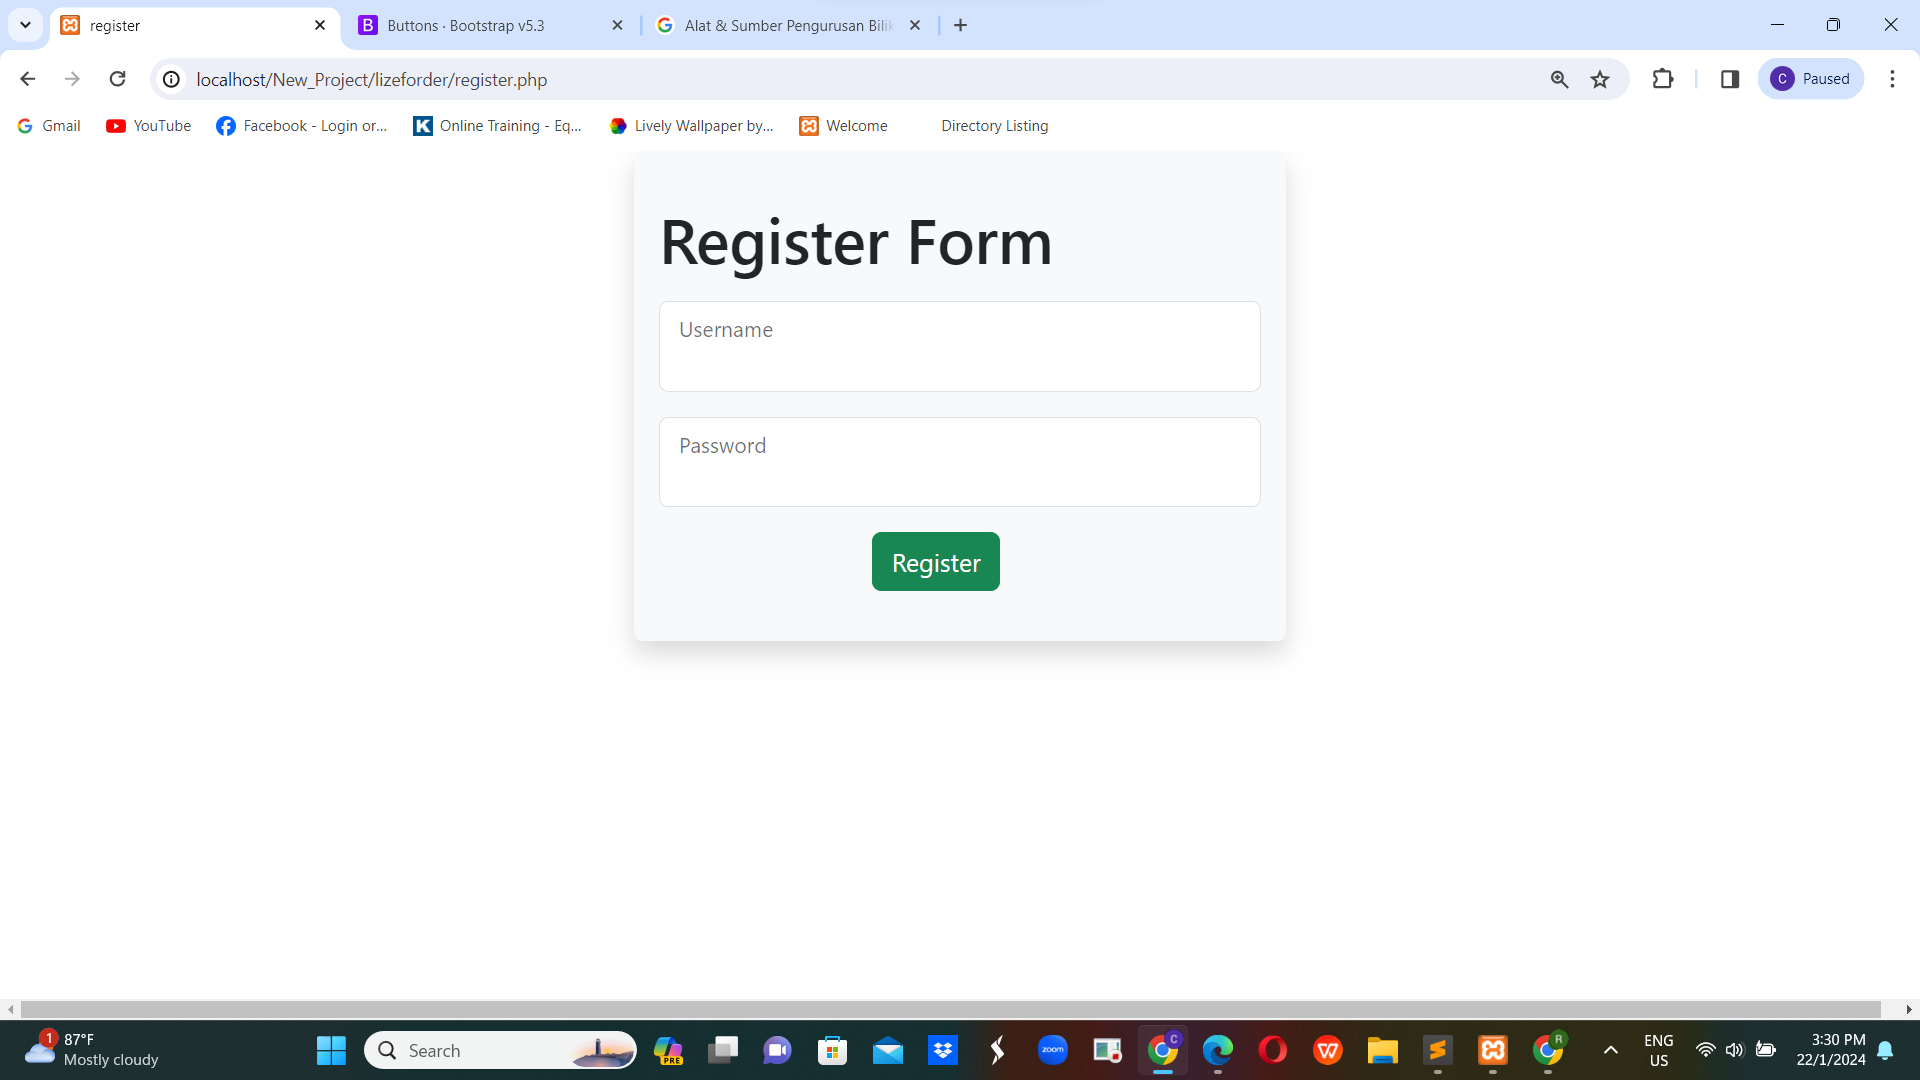 register
Buttons · Bootstrap v5.3
Alat & Sumber Pengurusan Bilik
localhost/New_Project/lizeforder/register.php
C
Paused
Gmail
YouTube
Facebook - Login or...
K
Online Training - Eq...
Lively Wallpaper by...
Welcome
Directory Listing
Register Form
Username
Password
Register
1
87°F
Mostly cloudy
Search
PRE
zoom
C
R
ENG
US
3:30 PM
22/1/2024